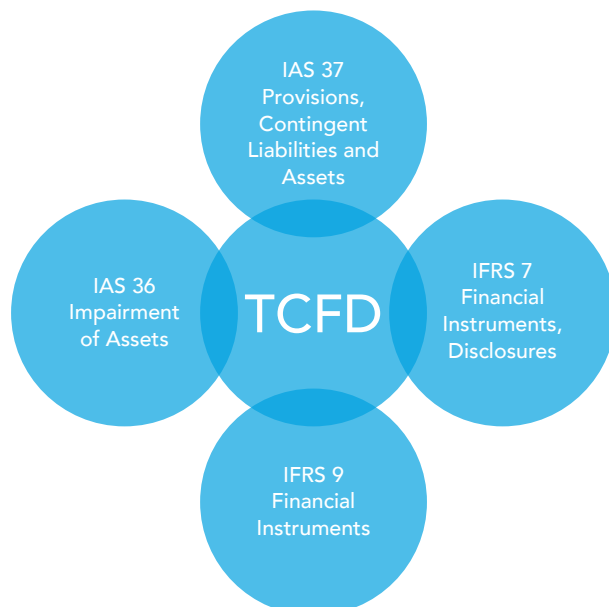 IAS 37
Provisions,
Contingent
Liabilities and
Assets
IAS 36
Impairment
of Assets
TCFD
IFRS 7
Financial
Instruments,
Disclosures
IFRS 9
Financial
Instruments